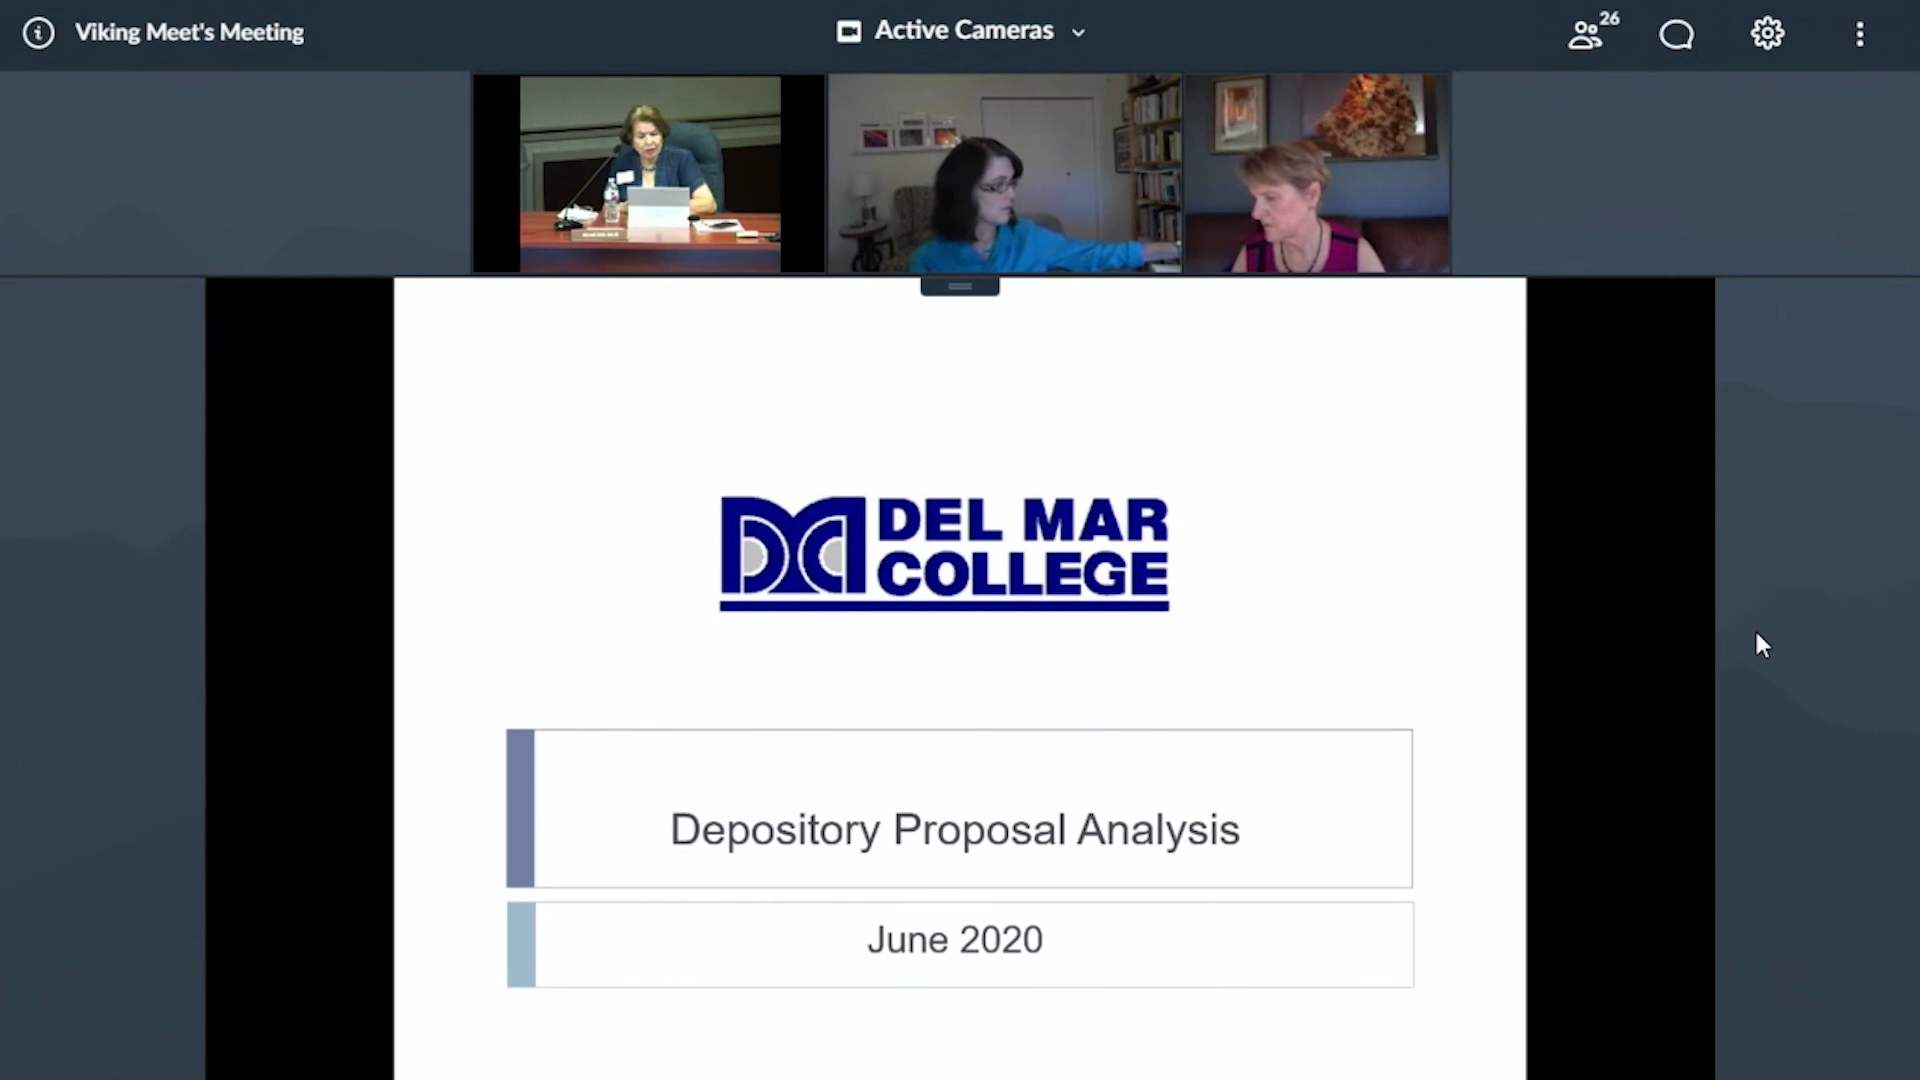 Viking Meet's Meeting
Active Cameras
26
DEL MAR
COLLEGE
Depository Proposal Analysis
June 2020